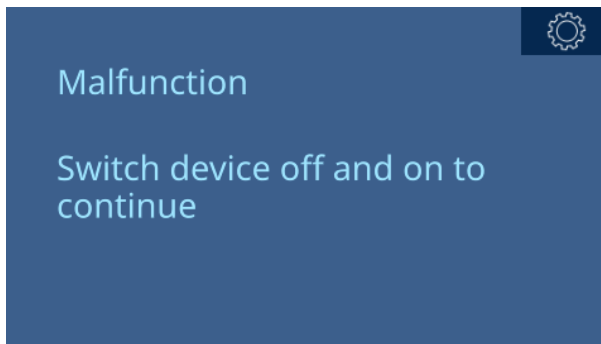 Malfunction
Switch device off and on to
continue